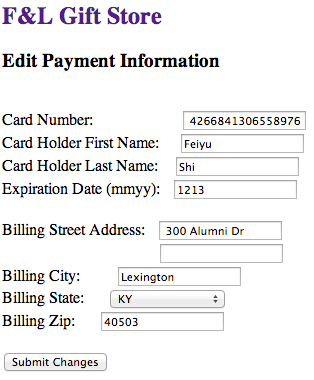 F&L Gift Store
Edit Payment Information
Card Number: 4266841306558976
Card Holder First Name: Feiyu
Card Holder Last Name: Shi
Expiration Date (mmyy): 1213
Billing Street Address: 300 Alumni Dr
Billing City: Lexington
Billing State: KY
Billing Zip: 40503
Submit Changes